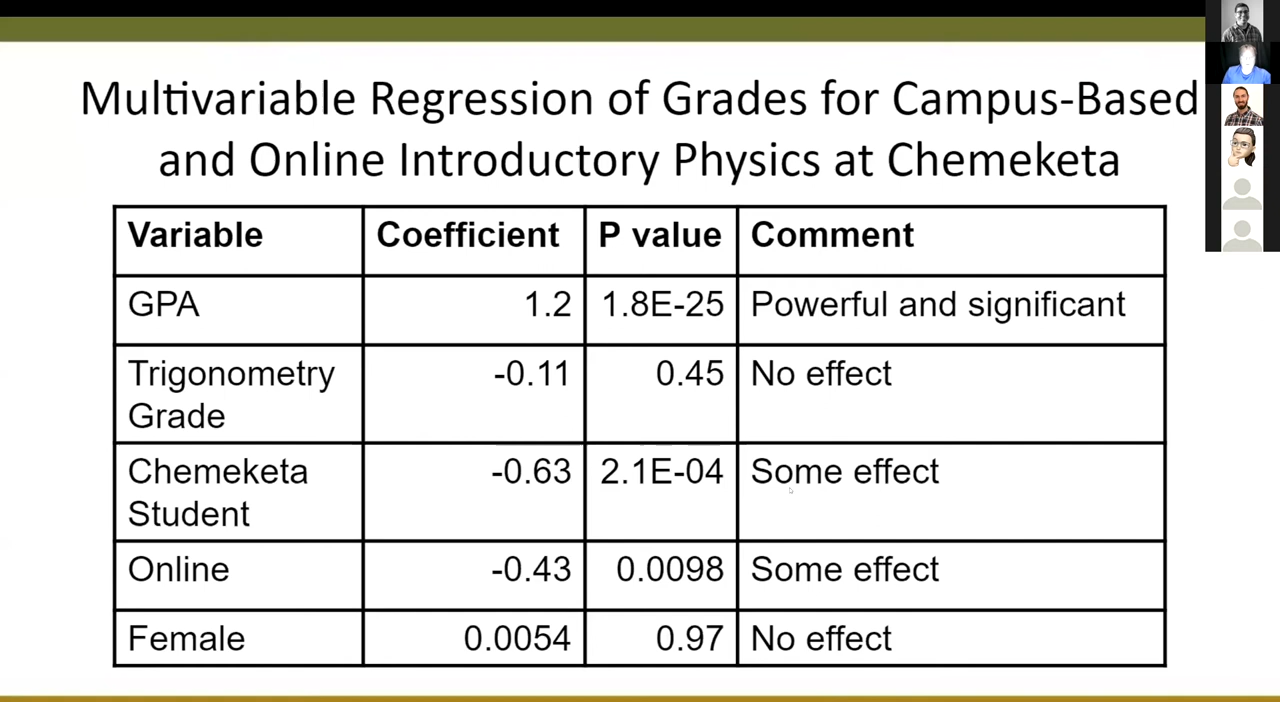 Multivariable Regression of Grades for Campus-Based
and Online Introductory Physics at Chemeketa
Variable Coefficient P value Comment
GPA 1.2 1.8E-25 Powerful and significant
Trigonometry -0.11 0.45 No effect
Grade
Chemeketa -0.63 2.1E-04 Some effect
Student
Online -0.43 0.0098 Some effect
Female 0.0054 0.97 No effect